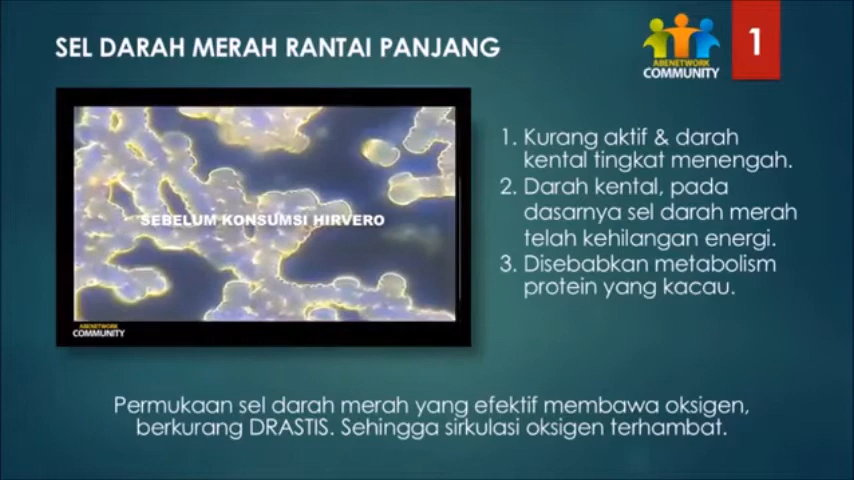 SEL DARAH MERAH RANTAI PANJANG
ABENETWORK
COMMUNITY
1
SEBELUM KONSUMSI HIRVERO
ABENETWORK
COMMUNITY
1. Kurang aktif & darah
kental tingkat menengah.
2. Darah kental, pada
dasarnya sel darah merah
telah kehilangan energi.
3. Disebabkan metabolism
protein yang kacau.
Permukaan sel darah merah yang efektif membawa oksigen,
berkurang DRASTIS. Sehingga sirkulasi oksigen terhambat.